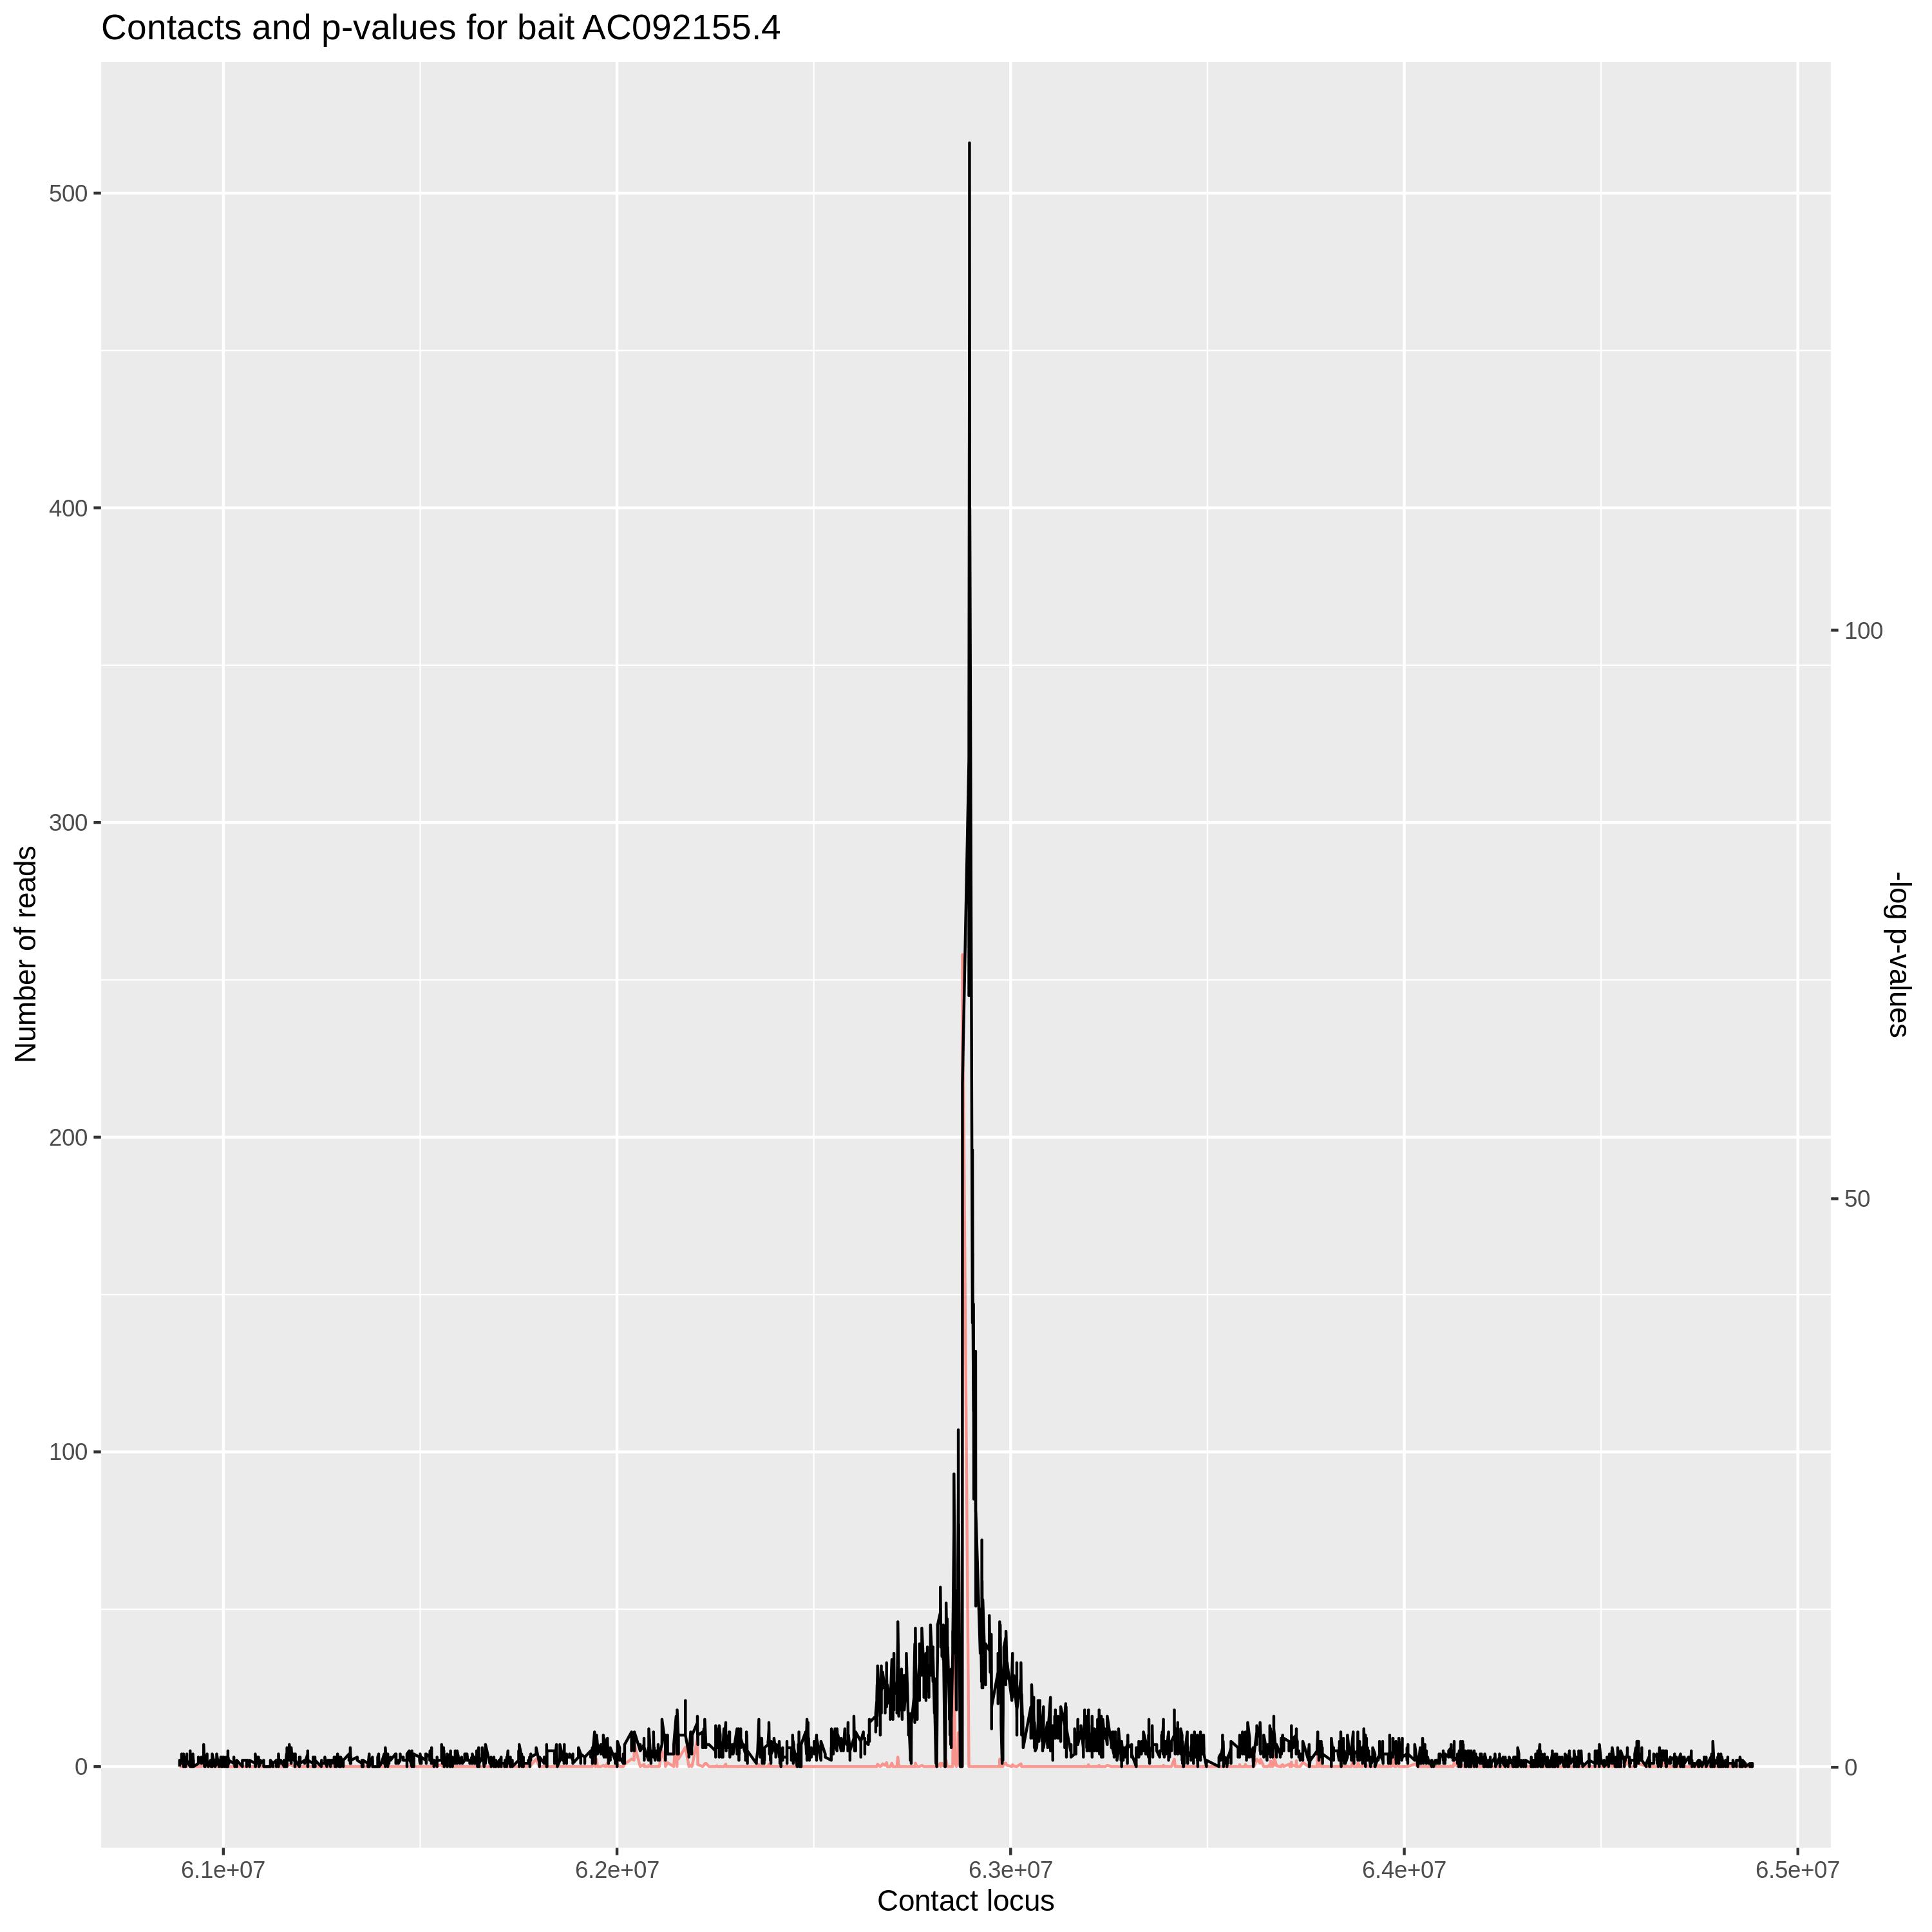 Contacts and p-values for bait AC092155.4
500
400
300
200
100
0
Number of reads
100
50
0
-log p-values
6.1e+07
6.2e+07
6.3e+07
6.4e+07
6.5e+07
Contact locus